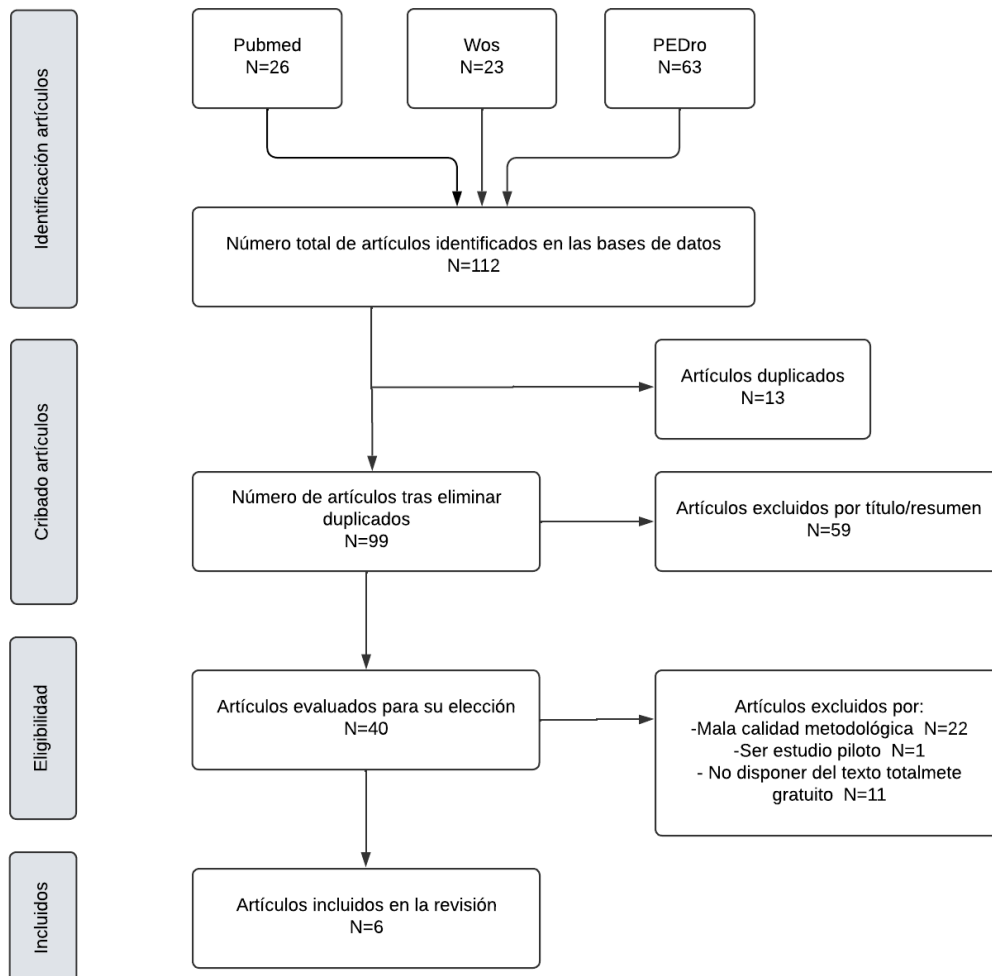 Identificación artículos
Pubmed
N=26
Wos
N=23
PEDro
N=63
Número total de artículos identificados en las bases de datos
N=112
Cribado artículos
Artículos duplicados
N=13
Número de artículos tras eliminar
duplicados
N=99
Artículos excluidos por título/resumen
N=59
Eligibilidad
Artículos evaluados para su elección
N=40
Artículos excluidos por:
-Mala calidad metodológica N=22
-Ser estudio piloto N=1
- No disponer del texto totalmete
gratuito N=11
Incluidos
Artículos incluidos en la revisión
N=6